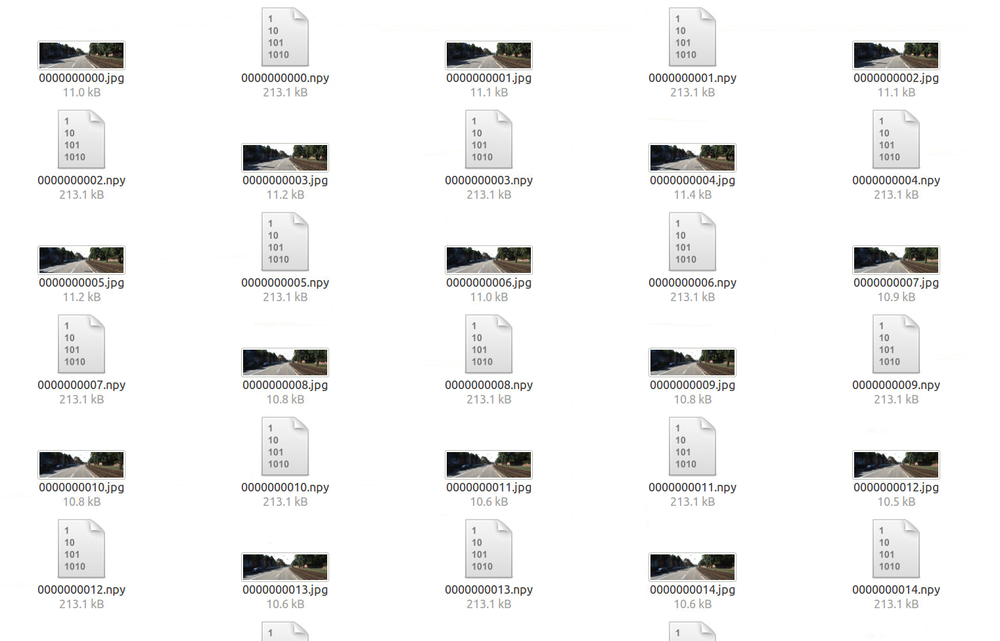 1 1
10 10
101 101
1010 1010
0000000000.jpg 0000000000.npy 0000000001.jpg 0000000001.npy 0000000002.jpg
11.0 kB 213.1 kB 11.1 kB 213.1 kB 11.1 kB
1 1 1
10 10 10
101 101 101
1010 1010 1010
0000000002.npy 0000000003.jpg 0000000003.npy 0000000004.jpg 0000000004.npy
213.1 kB 11.2 kB 213.1 kB 11.4 kB 213.1 kB
1 1
10 10
101 101
1010 1010
0000000005.jpg 0000000005.npy 0000000006.jpg 0000000006.npy 0000000007.jpg
11.2 kB 213.1 kB 11.0 kB 213.1 kB 10.9 kB
1 1 1
10 10 10
101 101 101
1010 1010 1010
0000000007.npy 0000000008.jpg 0000000008.npy 0000000009.jpg 0000000009.npy
213.1 kB 10.8 kB 213.1 kB 10.8 kB 213.1 kB
1 1
10 10
101 101
1010 1010
0000000010.jpg 0000000010.npy 0000000011.jpg 0000000011.npy 0000000012.jpg
10.8 kB 213.1 kB 10.6 kB 213.1 kB 10.5 kB
1 1 1
10 10 10
101 101 101
1010 1010 1010
0000000012.npy 0000000013.jpg 0000000013.npy 0000000014.jpg 0000000014.npy
213.1 kB 10.6 kB 213.1 kB 10.6 kB 213.1 kB
1 1